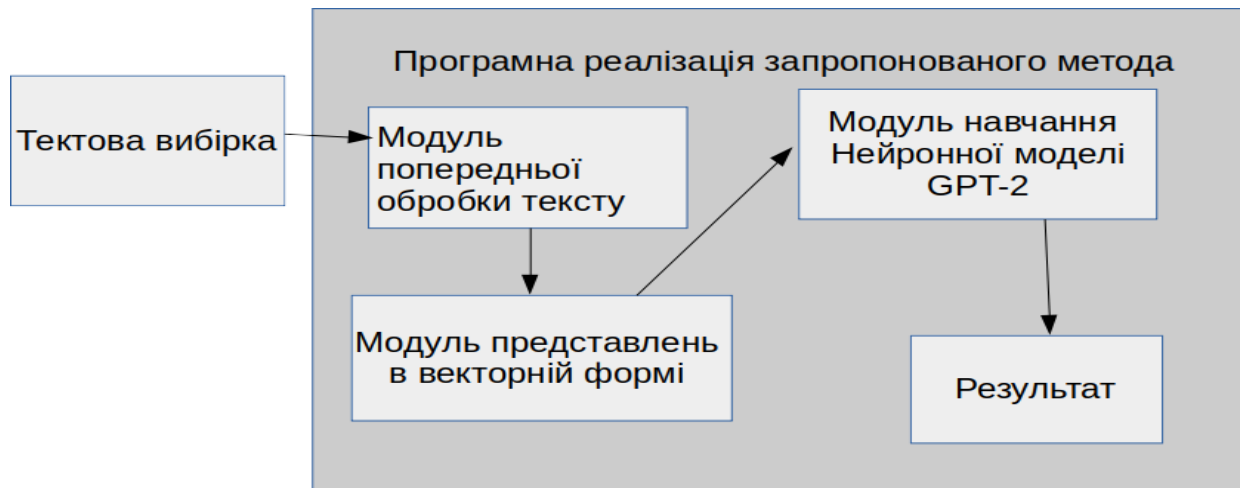 Програмна реалізація запропонованого метода
Тектова вибірка
Модуль
попередньої
обробки тексту
Модуль представлень
в векторній формі
Модуль навчання
Нейронної моделі
GPT-2
Результат